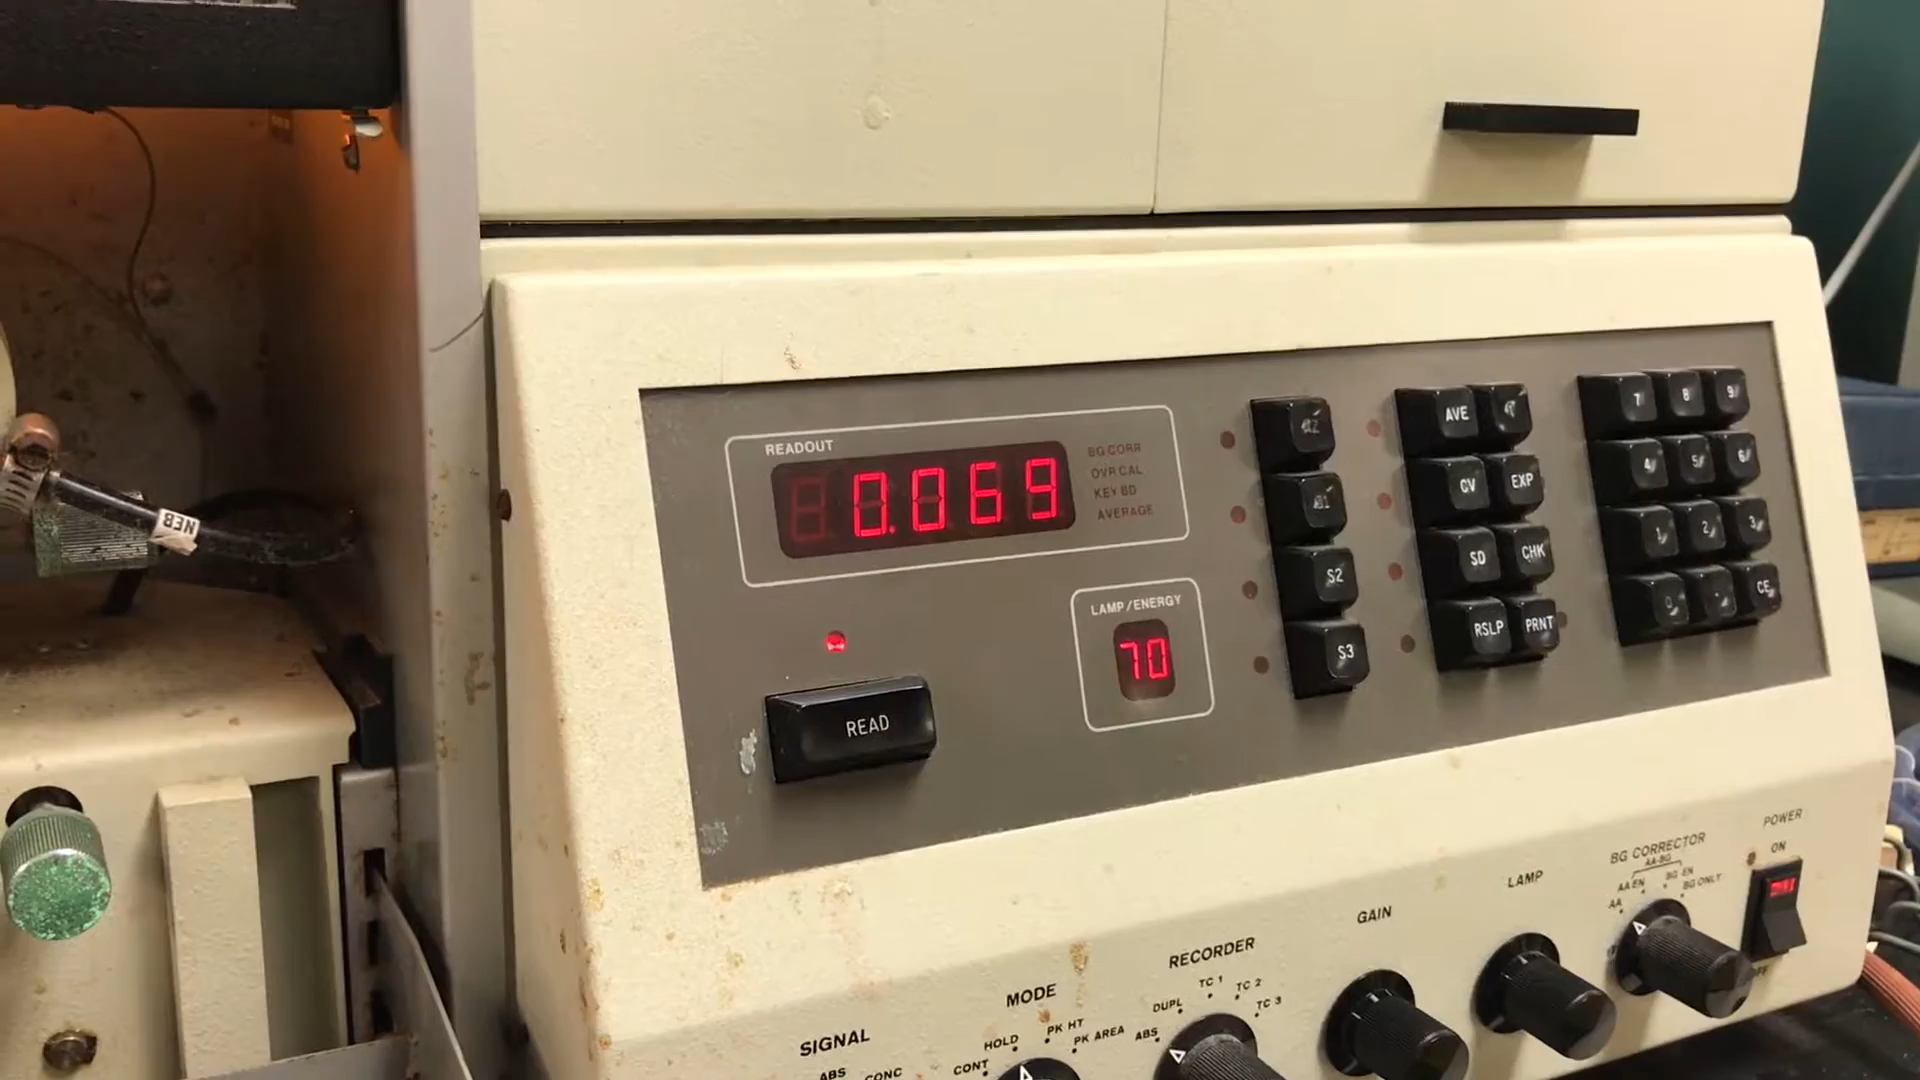 READOUT
0.069
BG CORR
OVR CAL
KEY BD
AVERAGE
LAMP/ENERGY
70
READ
AZ
S2
S3
AVE
CV EXP
SD CHK
RSLP PRNT
7 8 9
4 5 6
1 2 3
0 . CE
POWER
ON
OFF
BG CORRECTOR
AA-BG
AA EN BG EN
AA BG ONLY
LAMP
GAIN
RECORDER
TC 1 TC 2
DUPL TC 3
ABS
MODE
PK HT
HOLD PK AREA
CONT
SIGNAL
ABS CONC
NEB